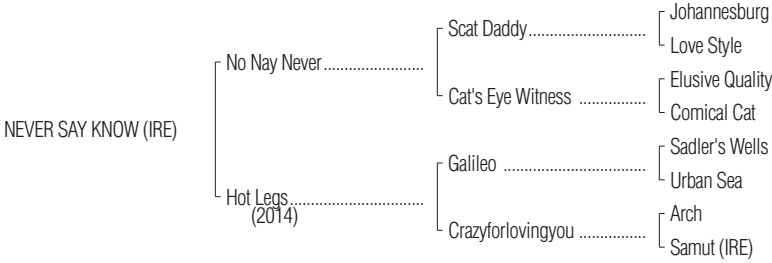 Johannesburg
Scat Daddy
Love Style
No Nay Never
Elusive Quality
Cat's Eye Witness
Comical Cat
NEVER SAY KNOW (IRE)
Sadler's Wells
Galileo
Urban Sea
Hot Legs
(2014)
Arch
Crazyforlovingyou
Samut (IRE)